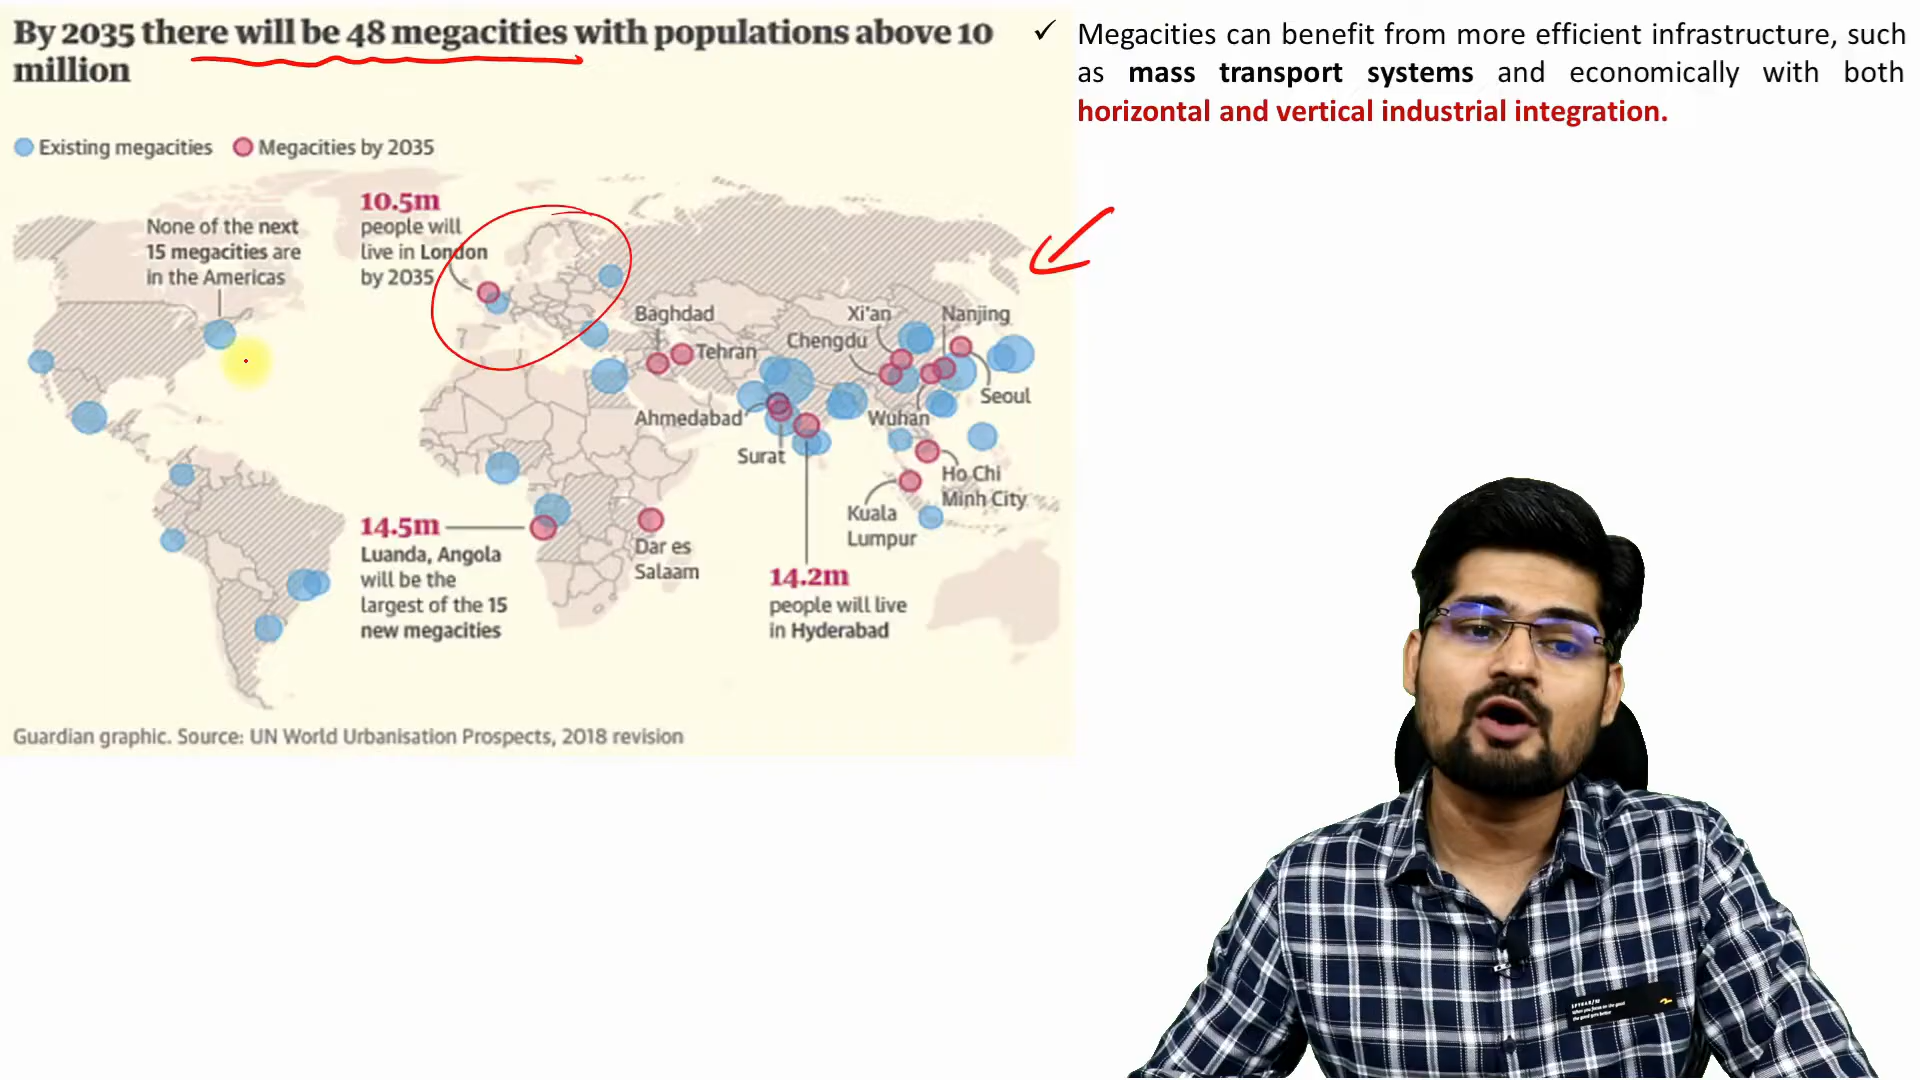 By 2035 there will be 48 megacities with populations above 10
million
Existing megacities
Megacities by 2035
None of the next
15 megacities are
in the Americas
10.5m
people will
live in London
by 2035
Baghdad
Tehran
Xi'an
Nanjing
Chengdu
Seoul
Ahmedabad
Wuhan
Surat
Ho Chi
Minh City
Kuala
Lumpur
14.5m
Luanda, Angola
will be the
largest of the 15
new megacities
Dar es
Salaam
14.2m
people will live
in Hyderabad
Guardian graphic. Source: UN World Urbanisation Prospects, 2018 revision
✓ Megacities can benefit from more efficient infrastructure, such
as mass transport systems and economically with both
horizontal and vertical industrial integration.